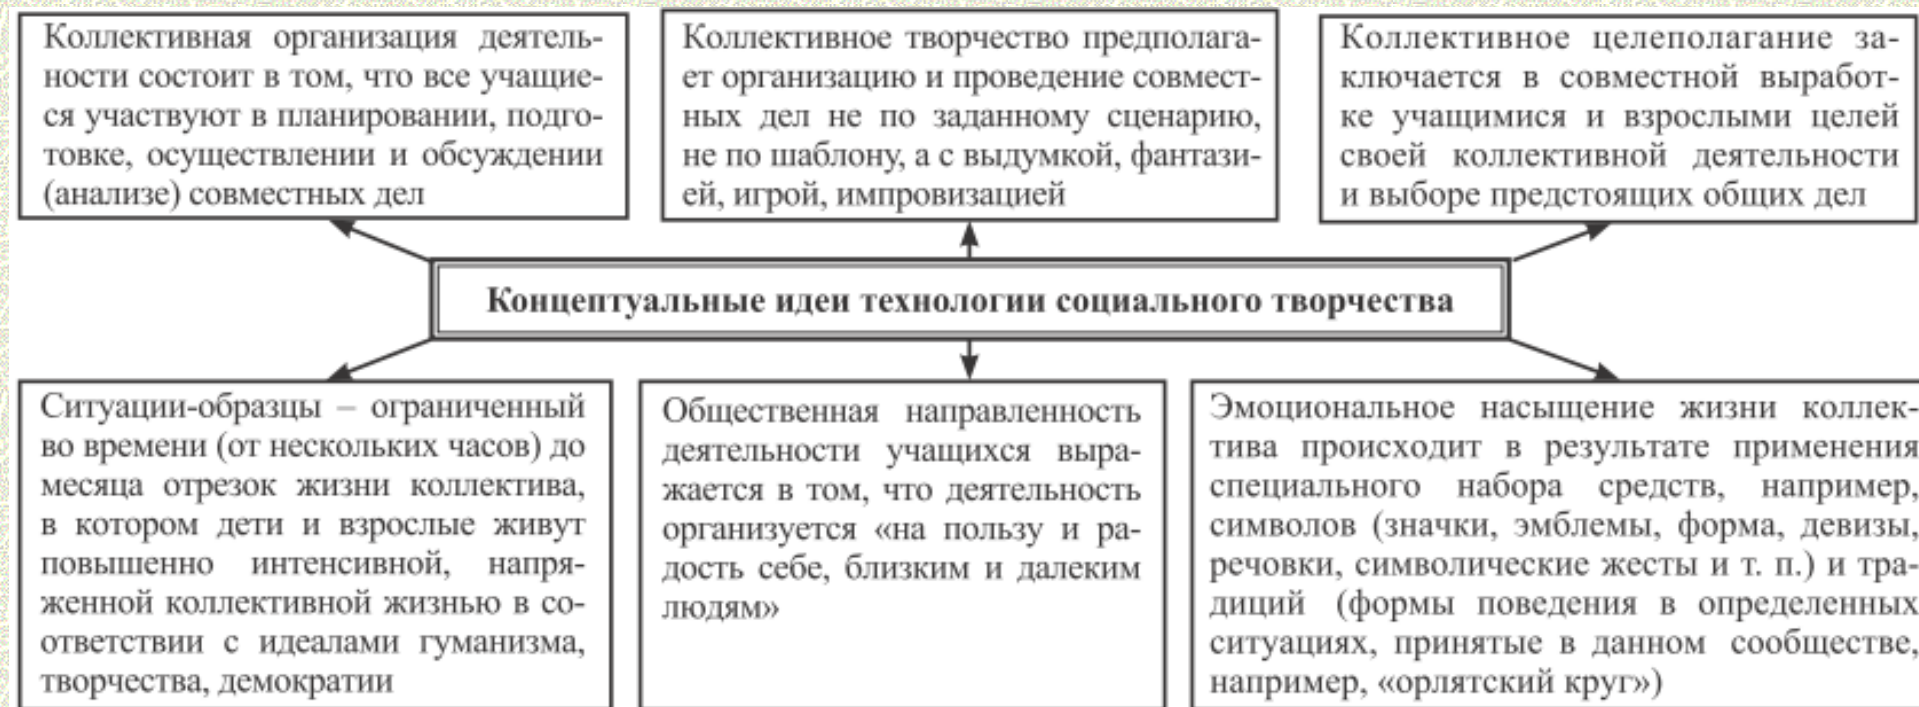 Коллективная организация деятель-
ности состоит в том, что все учащие-
ся участвуют в планировании, подго-
товке, осуществлении и обсуждении
(анализе) совместных дел
Коллективное творчество предполага-
ет организацию и проведение совмест-
ных дел не по заданному сценарию,
не по шаблону, а с выдумкой, фантази-
ей, игрой, импровизацией
Коллективное целеполагание за-
ключается в совместной выработ-
ке учащимися и взрослыми целей
своей коллективной деятельности
и выборе предстоящих общих дел
Концептуальные идеи технологии социального творчества
Ситуации-образцы – ограниченный
во времени (от нескольких часов) до
месяца отрезок жизни коллектива,
в котором дети и взрослые живут
повышенно интенсивной, напря-
женной коллективной жизнью в со-
ответствии с идеалами гуманизма,
творчества, демократии
Общественная направленность
деятельности учащихся выра-
жается в том, что деятельность
организуется «на пользу и ра-
дость себе, близким и далеким
людям»
Эмоциональное насыщение жизни коллек-
тива происходит в результате применения
специального набора средств, например,
символов (значки, эмблемы, форма, девизы,
речовки, символические жесты и т. п.) и тра-
диций (формы поведения в определенных
ситуациях, принятые в данном сообществе,
например, «орлятский круг»)